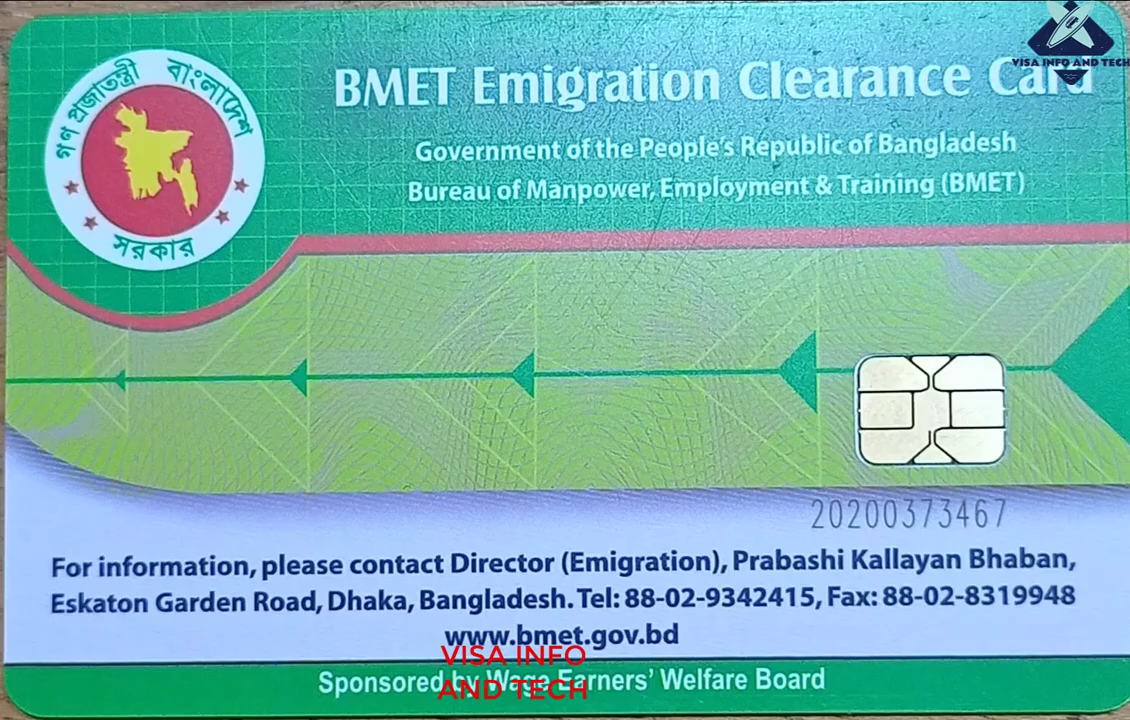 গণ প্রজাতন্ত্রী বাংলাদেশ
সরকার
VISA INFO AND TECH
BMET Emigration Clearance Card
Government of the People's Republic of Bangladesh
Bureau of Manpower, Employment & Training (BMET)
20200373467
For information, please contact Director (Emigration), Prabashi Kallayan Bhaban,
Eskaton Garden Road, Dhaka, Bangladesh. Tel: 88-02-9342415, Fax: 88-02-8319948
www.bmet.gov.bd
VISA INFO
AND TECH
Sponsored by Wage Earners' Welfare Board